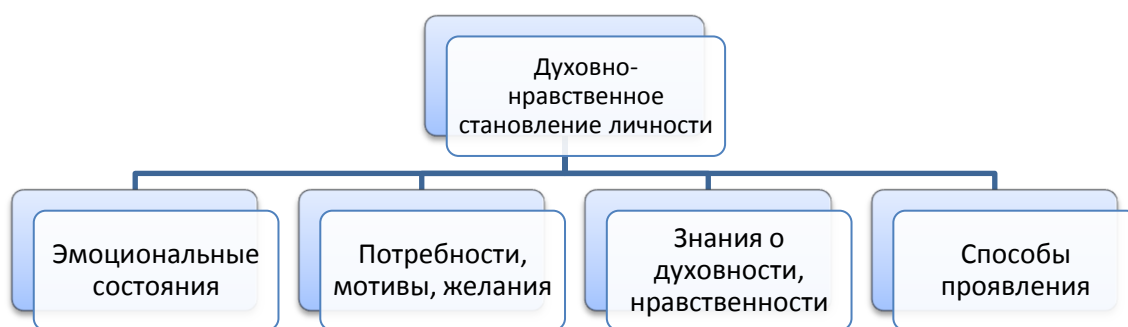 Духовно-
нравственное
становление личности
Эмоциональные
состояния
Потребности,
мотивы, желания
Знания о
духовности,
нравственности
Способы
проявления